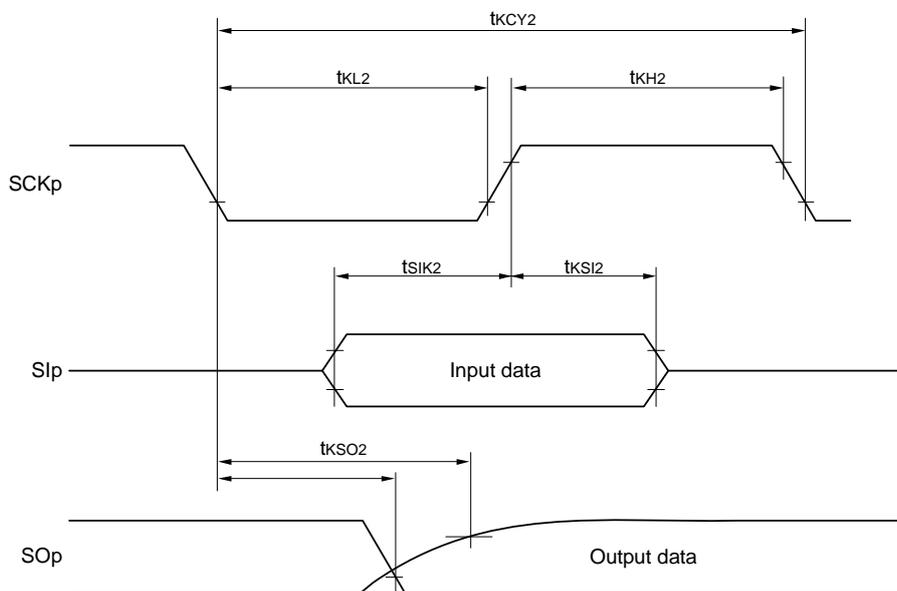 tKCY2
tKL2
tKH2
SCKp
tSIK2
tKSI2
SIp
Input data
tKSO2
SOp
Output data